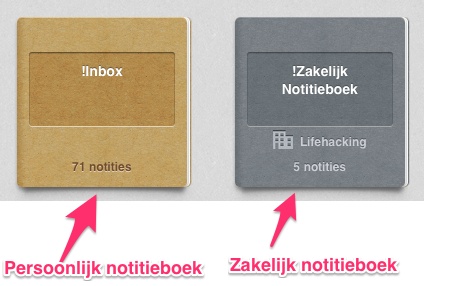 !Inbox
71 notities
!Zakelijk
Notitieboek
Lifehacking
5 notities
Persoonlijk notitieboek
Zakelijk notitieboek